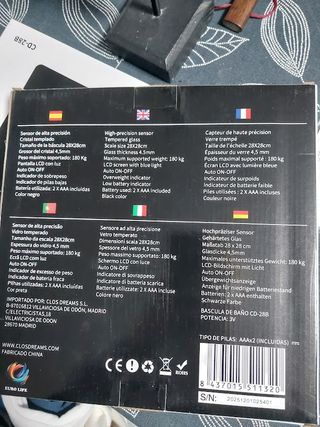 CD-28B
Sensor de alta precisión
Cristal templado
Tamaño de la báscula 28X28cm
Grosor del cristal 4,5mm
Peso máximo soportado: 180 Kg
Pantalla LCD con luz
Auto ON-OFF
Indicador de sobrepeso
Indicador de pilas bajas
Batería utilizada: 2 X AAA incluidas
Color negro
High-precision sensor
Tempered glass
Scale size 28X28cm
Glass thickness 4,5mm
Maximum supported weight: 180 kg
LCD screen with blue light
Auto ON-OFF
Overweight indicator
Low battery indicator
Battery used: 2 X AAA included
Black color
Capteur de haute précision
Verre trempé
Taille de l'échelle 28X28cm
Épaisseur du verre 4,5 mm
Poids maximal supporté: 180 kg
Écran LCD avec lumière bleue
Auto ON-OFF
Indicateur de surpoids
Indicateur de batterie faible
Piles utilisées: 2 X AAA incluses
Couleur noire
Sensor de alta precisão
Vidro temperado
Tamanho da escala 28X28cm
Espessura do vidro 4,5 mm
Peso máximo suportado: 180 kg
Ecrã LCD com luz
Auto ON-OFF
Indicador de excesso de peso
Indicador de bateria fraca
Pilhas utilizadas: 2 X AAA incluídas
Cor preta
Sensore ad alta precisione
Vetro temperato
Dimensioni scala 28X28cm
Spessore del vetro 4,5 mm
Peso massimo supportato: 180 kg
Schermo LCD con luce
Auto ON-OFF
Indicatore di sovrappeso
Indicatore di batteria scarica
Batteria utilizzata: 2 X AAA incluse
Colore nero
Hochpräziser Sensor
Gehärtetes Glas
Maßstab 28 x 28 cm
Glasdicke 4,5mm
Maximales unterstütztes Gewicht: 180 kg
LCD-Bildschirm mit Licht
Auto ON-OFF
Übergewichtsanzeige
Anzeige für niedrigen Batteriestand
Batterien: 2 X AAA enthalten
Schwarze Farbe
IMPORTADO POR: CLOS DREAMS S.L.
B-87016812 VILLAVICIOSA DE ODÓN, MADRID
C/ELECTRICISTAS,18
VILLAVICIOSA DE ODÓN
28670 MADRID
WWW.CLOSDREAMS.COM
FABRICADO CHINA
BASCULA DE BAÑO CD-28B
POTENCIA: 3V
TIPO DE PILAS: AAAx2 (INCLUIDAS)
EURO LIFE
CE
8 437015 511320
S/N: 20251201025401